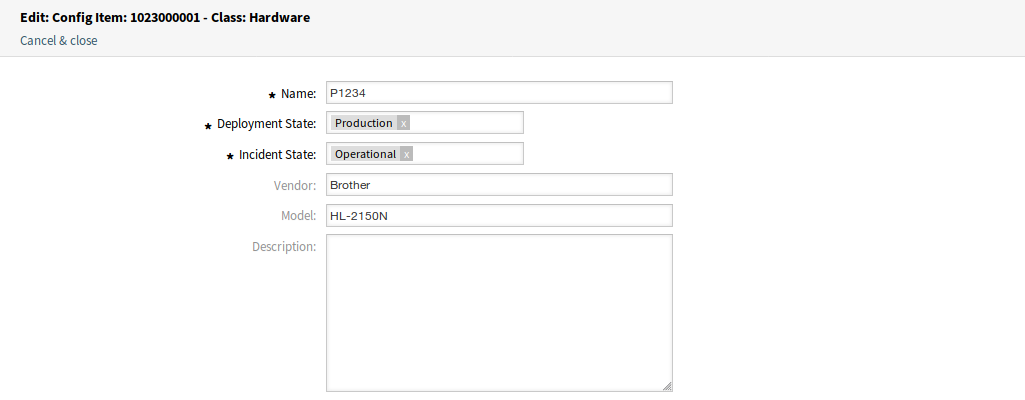 Edit: Config Item: 1023000001 - Class: Hardware
Cancel & close
★ Name: P1234
★ Deployment State: Production x
★ Incident State: Operational x
Vendor: Brother
Model: HL-2150N
Description: